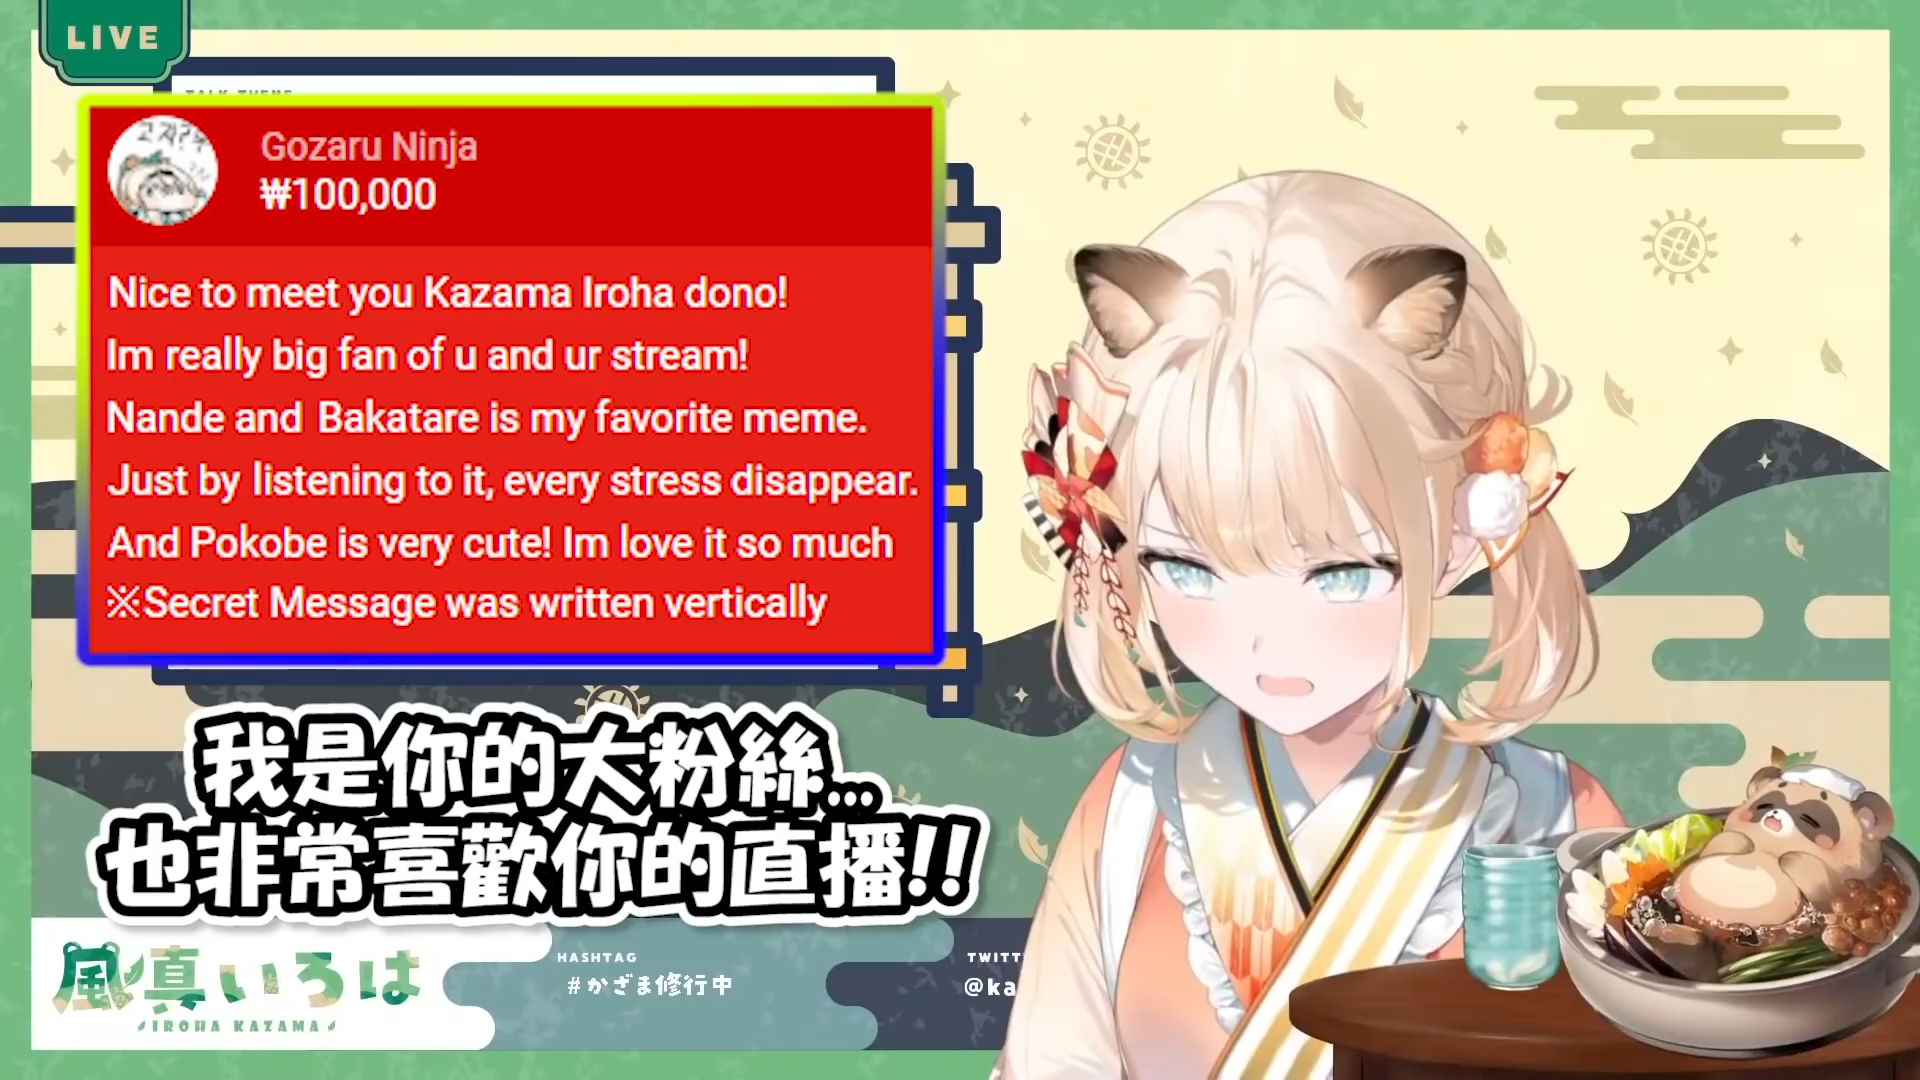 LIVE
TALK THEME
Gozaru Ninja
₩100,000
Nice to meet you Kazama Iroha dono!
Im really big fan of u and ur stream!
Nande and Bakatare is my favorite meme.
Just by listening to it, every stress disappear.
And Pokobe is very cute! Im love it so much
※Secret Message was written vertically
我是你的大粉絲...
也非常喜歡你的直播!!
風真いろは
IROHA KAZAMA
HASHTAG
#かざま修行中
TWITT
@ka